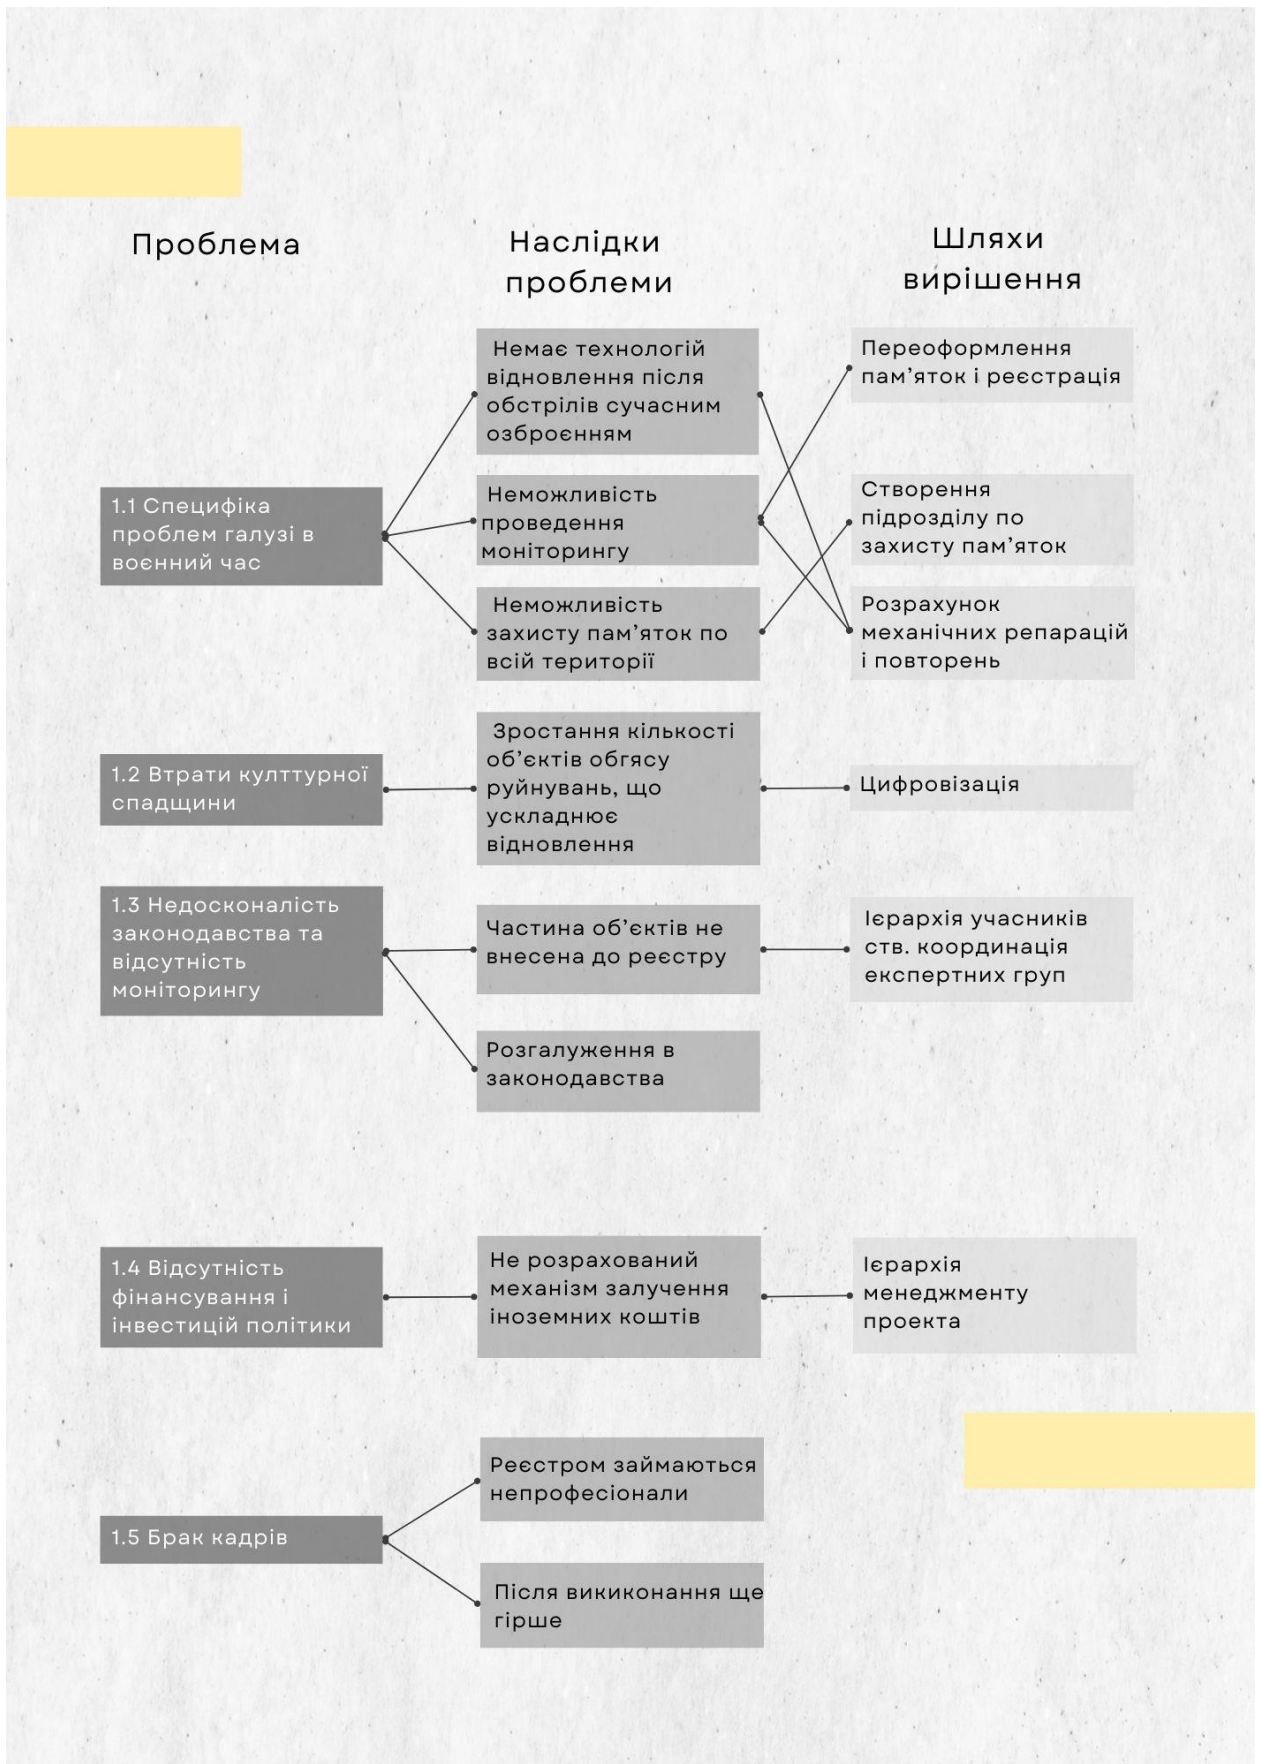 Проблема
Наслідки
проблеми
Шляхи
вирішення
1.1 Специфіка
проблем галузі в
воєнний час
Немає технологій
відновлення після
обстрілів сучасним
озброєнням
Неможливість
проведення
моніторингу
Неможливість
захисту пам’яток по
всій території
Переоформлення
пам’яток і реєстрація
Створення
підрозділу по
захисту пам’яток
Розрахунок
механічних репарацій
і повторень
1.2 Втрати култтурної
спадщини
Зростання кількості
об’єктів обгясу
руйнувань, що
ускладнює
відновлення
Цифровізація
1.3 Недосконалість
законодавства та
відсутність
моніторингу
Частина об’єктів не
внесена до реєстру
Розгалуження в
законодавства
Ієрархія учасників
ств. координація
експертних груп
1.4 Відсутність
фінансування і
інвестицій політики
Не розрахований
механізм залучення
іноземних коштів
Ієрархія
менеджменту
проекта
1.5 Брак кадрів
Реєстром займаються
непрофесіонали
Після викиконання ще
гірше